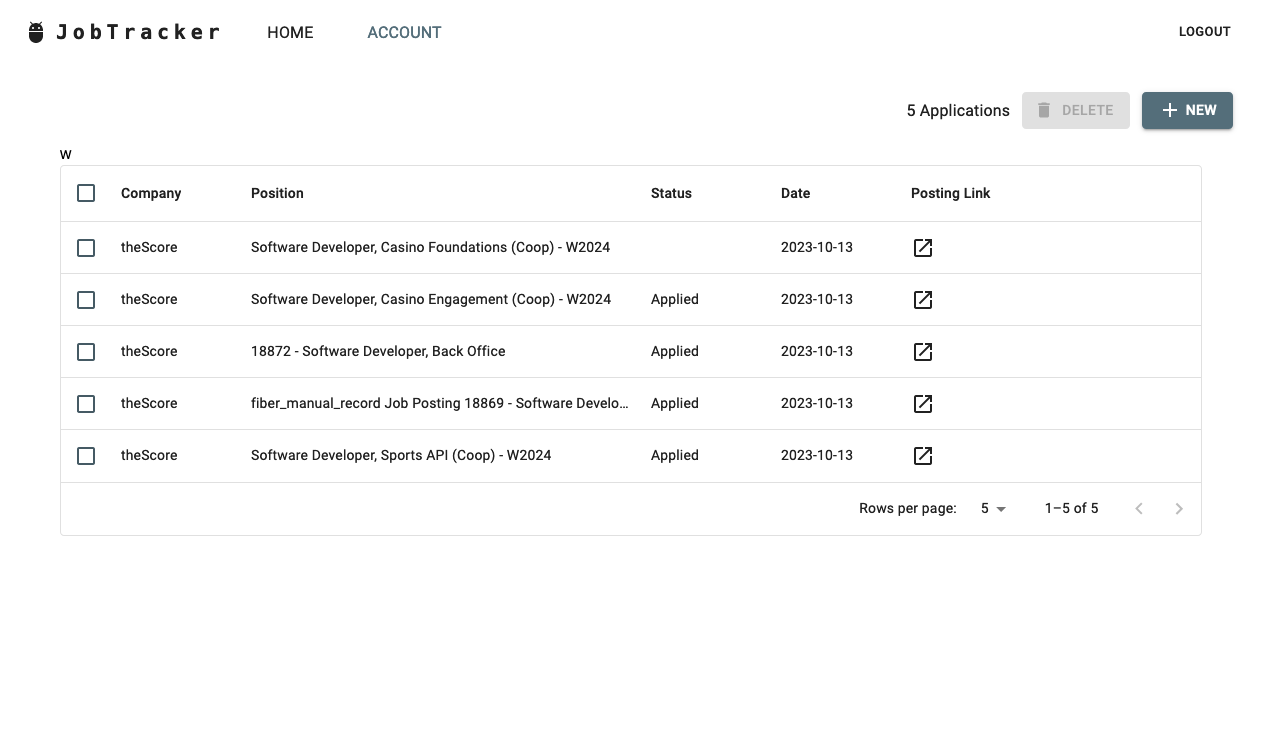 JobTracker HOME ACCOUNT LOGOUT
5 Applications DELETE NEW
w
Company Position Status Date Posting Link
theScore Software Developer, Casino Foundations (Coop) - W2024 2023-10-13
theScore Software Developer, Casino Engagement (Coop) - W2024 Applied 2023-10-13
theScore 18872 - Software Developer, Back Office Applied 2023-10-13
theScore fiber_manual_record Job Posting 18869 - Software Develo... Applied 2023-10-13
theScore Software Developer, Sports API (Coop) - W2024 Applied 2023-10-13
Rows per page: 5 1–5 of 5